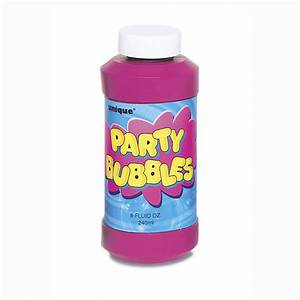 unique®
PARTY
BUBBLES
8 FLUID OZ.
240ml